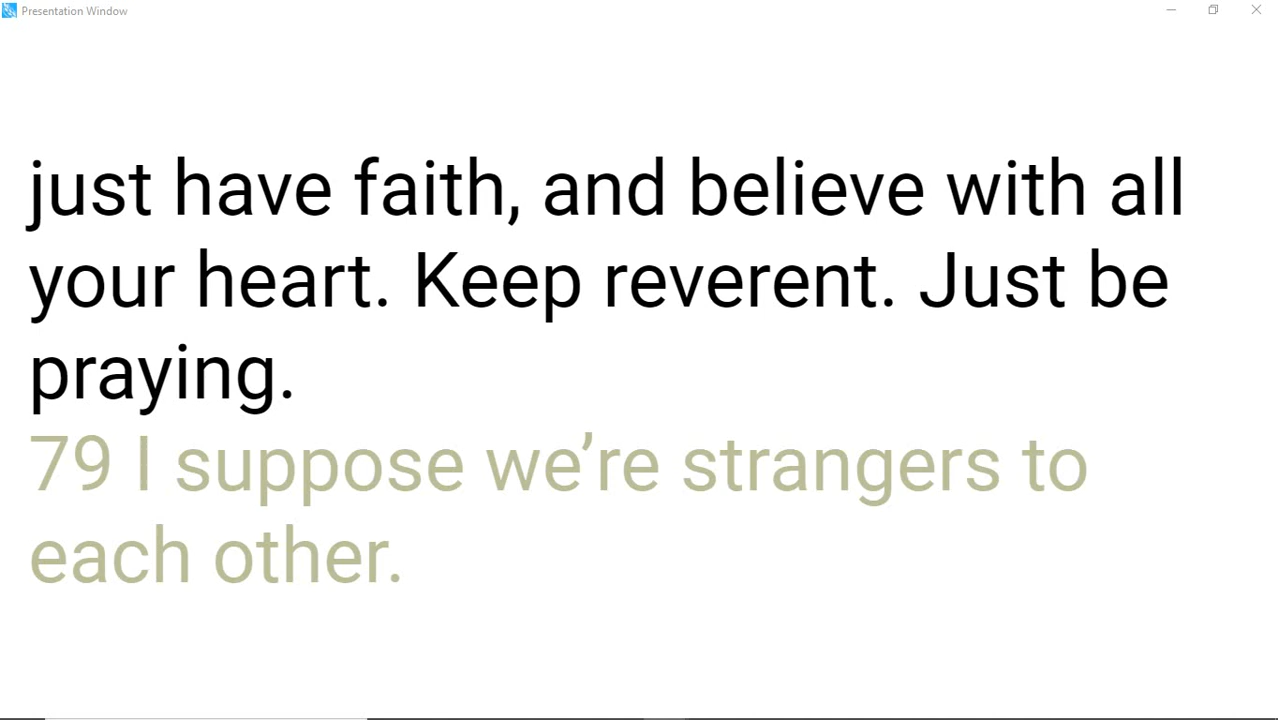 Presentation Window
just have faith, and believe with all
your heart. Keep reverent. Just be
praying.
79 I suppose we’re strangers to
each other.